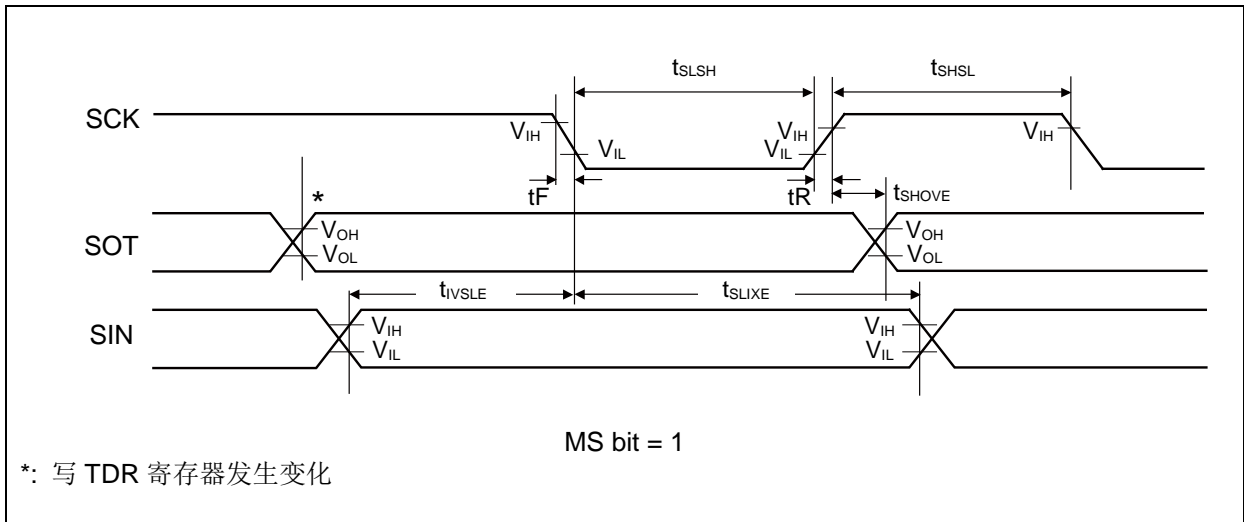 tSLSH
tSHSL
SCK
VIH
VIL
VIL
VIH
VIH
tF
tR
tSHOVE
*
SOT
VOH
VOL
VOH
VOL
tIVSLE
tSLIXE
SIN
VIH
VIL
VIH
VIL
MS bit = 1
*: 写 TDR 寄存器发生变化